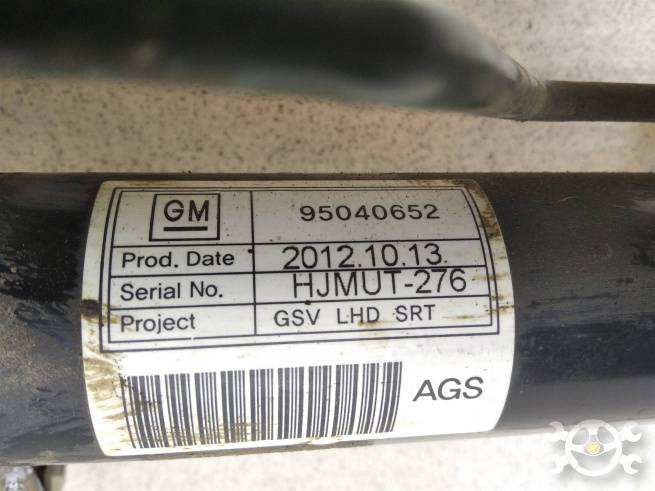 GM 95040652
Prod. Date 2012.10.13.
Serial No. HJMUT-276
Project GSV LHD SRT
AGS